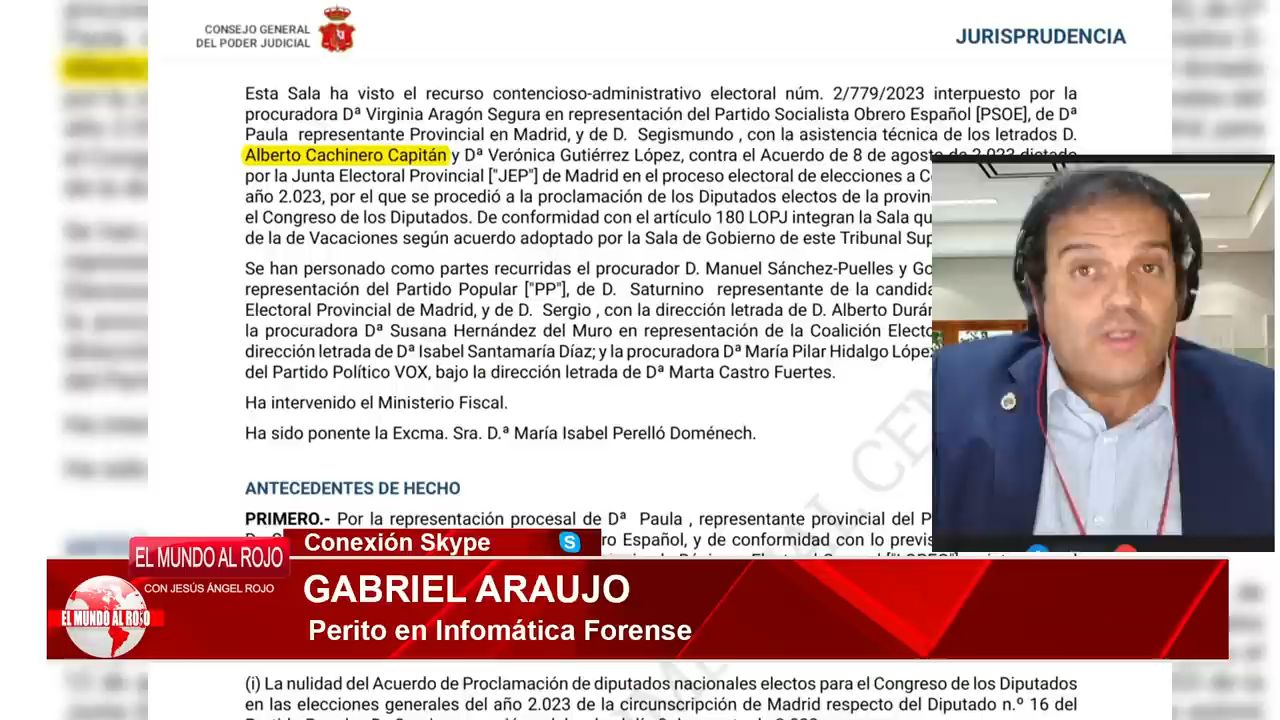 CONSEJO GENERAL
DEL PODER JUDICIAL
JURISPRUDENCIA
Esta Sala ha visto el recurso contencioso-administrativo electoral núm. 2/779/2023 interpuesto por la
procuradora Dª Virginia Aragón Segura en representación del Partido Socialista Obrero Español [PSOE], de Dª
Paula representante Provincial en Madrid, y de D. Segismundo , con la asistencia técnica de los letrados D.
Alberto Cachinero Capitán y Dª Verónica Gutiérrez López, contra el Acuerdo de 8 de agosto de 2.023 dictado
por la Junta Electoral Provincial ["JEP"] de Madrid en el proceso electoral de elecciones a C
año 2.023, por el que se procedió a la proclamación de los Diputados electos de la provin
el Congreso de los Diputados. De conformidad con el artículo 180 LOPJ integran la Sala qu
de la de Vacaciones según acuerdo adoptado por la Sala de Gobierno de este Tribunal Sup
Se han personado como partes recurridas el procurador D. Manuel Sánchez-Puelles y Go
representación del Partido Popular ["PP"], de D. Saturnino representante de la candida
Electoral Provincial de Madrid, y de D. Sergio , con la dirección letrada de D. Alberto Durán
la procuradora Dª Susana Hernández del Muro en representación de la Coalición Electo
dirección letrada de Dª Isabel Santamaría Díaz; y la procuradora Dª María Pilar Hidalgo López
del Partido Político VOX, bajo la dirección letrada de Dª Marta Castro Fuertes.
Ha intervenido el Ministerio Fiscal.
Ha sido ponente la Excma. Sra. D.ª María Isabel Perelló Doménech.
ANTECEDENTES DE HECHO
PRIMERO.- Por la representación procesal de Dª Paula , representante provincial del P
ro Español, y de conformidad con lo previs
Conexión Skype
EL MUNDO AL ROJO
CON JESÚS ÁNGEL ROJO
EL MUNDO AL ROJO
GABRIEL ARAUJO
Perito en Infomática Forense
(i) La nulidad del Acuerdo de Proclamación de diputados nacionales electos para el Congreso de los Diputados
en las elecciones generales del año 2.023 de la circunscripción de Madrid respecto del Diputado n.º 16 del